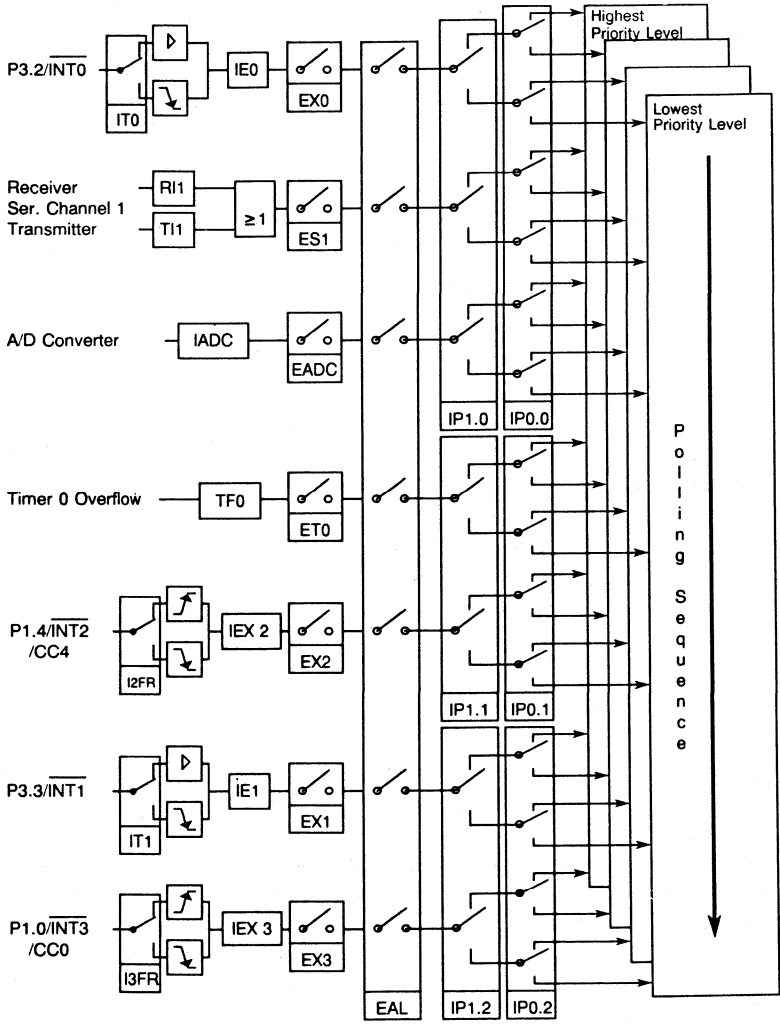 Highest
Priority Level
Lowest
Priority Level
P3.2/INT0
IT0
IE0
EX0
Receiver
Ser. Channel 1
Transmitter
RI1
TI1
≥1
ES1
A/D Converter
IADC
EADC
IP1.0
IP0.0
Timer 0 Overflow
TF0
ET0
P1.4/INT2
/CC4
I2FR
IEX 2
EX2
IP1.1
IP0.1
P3.3/INT1
IT1
IE1
EX1
P1.0/INT3
/CC0
I3FR
IEX 3
EX3
EAL
IP1.2
IP0.2
Polling Sequence